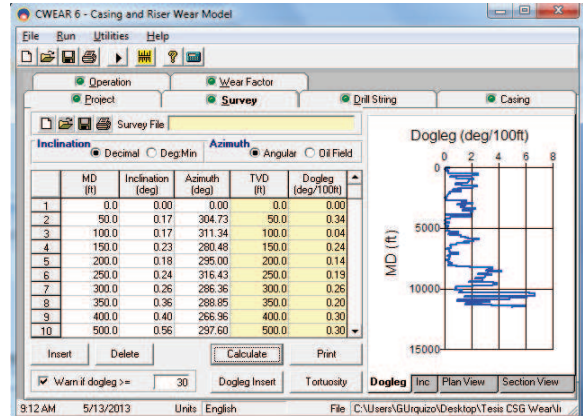 CWEAR 6 - Casing and Riser Wear Model
File Run Utilities Help
Operation Wear Factor
Project Survey Drill String Casing
Survey File
Inclination Azimuth
Decimal Deg:Min Angular Oil Field
MD (ft) Inclination (deg) Azimuth (deg) TVD (ft) Dogleg (deg/100ft)
1 0.0 0.00 0.00 0.0 0.00
2 50.0 0.17 304.73 50.0 0.34
3 100.0 0.17 311.34 100.0 0.04
4 150.0 0.23 280.48 150.0 0.24
5 200.0 0.18 295.00 200.0 0.14
6 250.0 0.24 316.43 250.0 0.19
7 300.0 0.26 286.36 300.0 0.26
8 350.0 0.36 288.85 350.0 0.20
9 400.0 0.40 266.96 400.0 0.30
10 500.0 0.56 297.60 500.0 0.30
Insert Delete Calculate Print
Warn if dogleg >= 30 Dogleg Insert Tortuosity
Dogleg (deg/100ft)
0 2 4 6 8
0
5000
10000
15000
MD (ft)
Dogleg Inc Plan View Section View
9:12 AM 5/13/2013 Units English File C:\Users\GUrquizo\Desktop\Tesis CSG Wear\Ii